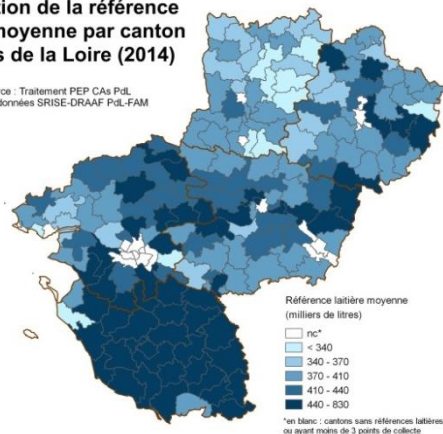 tion de la référence
moyenne par canton
s de la Loire (2014)
rce : Traitement PEP CAs PdL
données SRISE-DRAAF PdL-FAM
Référence laitière moyenne
(milliers de litres)
nc*
< 340
340 - 370
370 - 410
410 - 440
440 - 830
*en blanc : cantons sans références laitières
ou ayant moins de 3 points de collecte